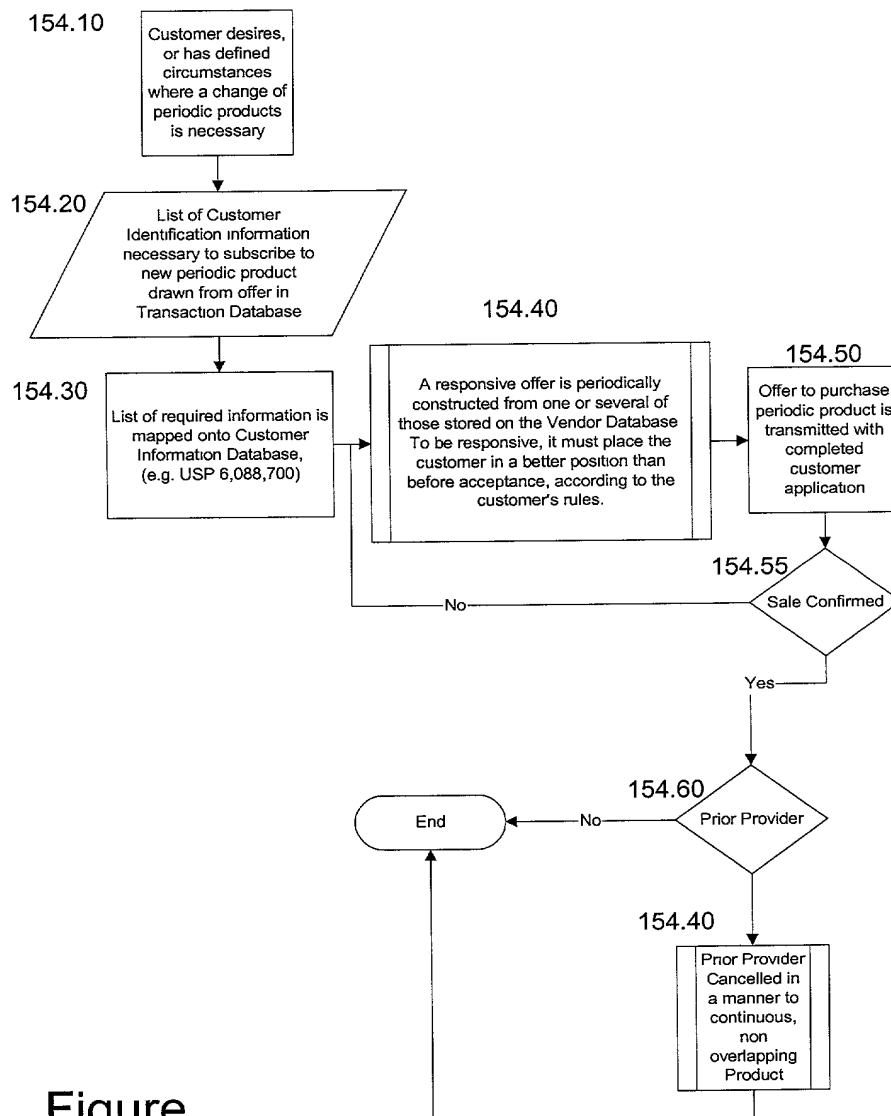 154.10
Customer desires,
or has defined
circumstances
where a change of
periodic products
is necessary
154.20
List of Customer
Identification information
necessary to subscribe to
new periodic product
drawn from offer in
Transaction Database
154.30
List of required information is
mapped onto Customer
Information Database,
(e.g. USP 6,088,700)
154.40
A responsive offer is periodically
constructed from one or several of
those stored on the Vendor Database
To be responsive, it must place the
customer in a better position than
before acceptance, according to the
customer's rules.
154.50
Offer to purchase
periodic product is
transmitted with
completed
customer
application
154.55
Sale Confirmed
No
Yes
154.60
Prior Provider
No
End
154.40
Prior Provider
Cancelled in
a manner to
continuous,
non
overlapping
Product
Figure